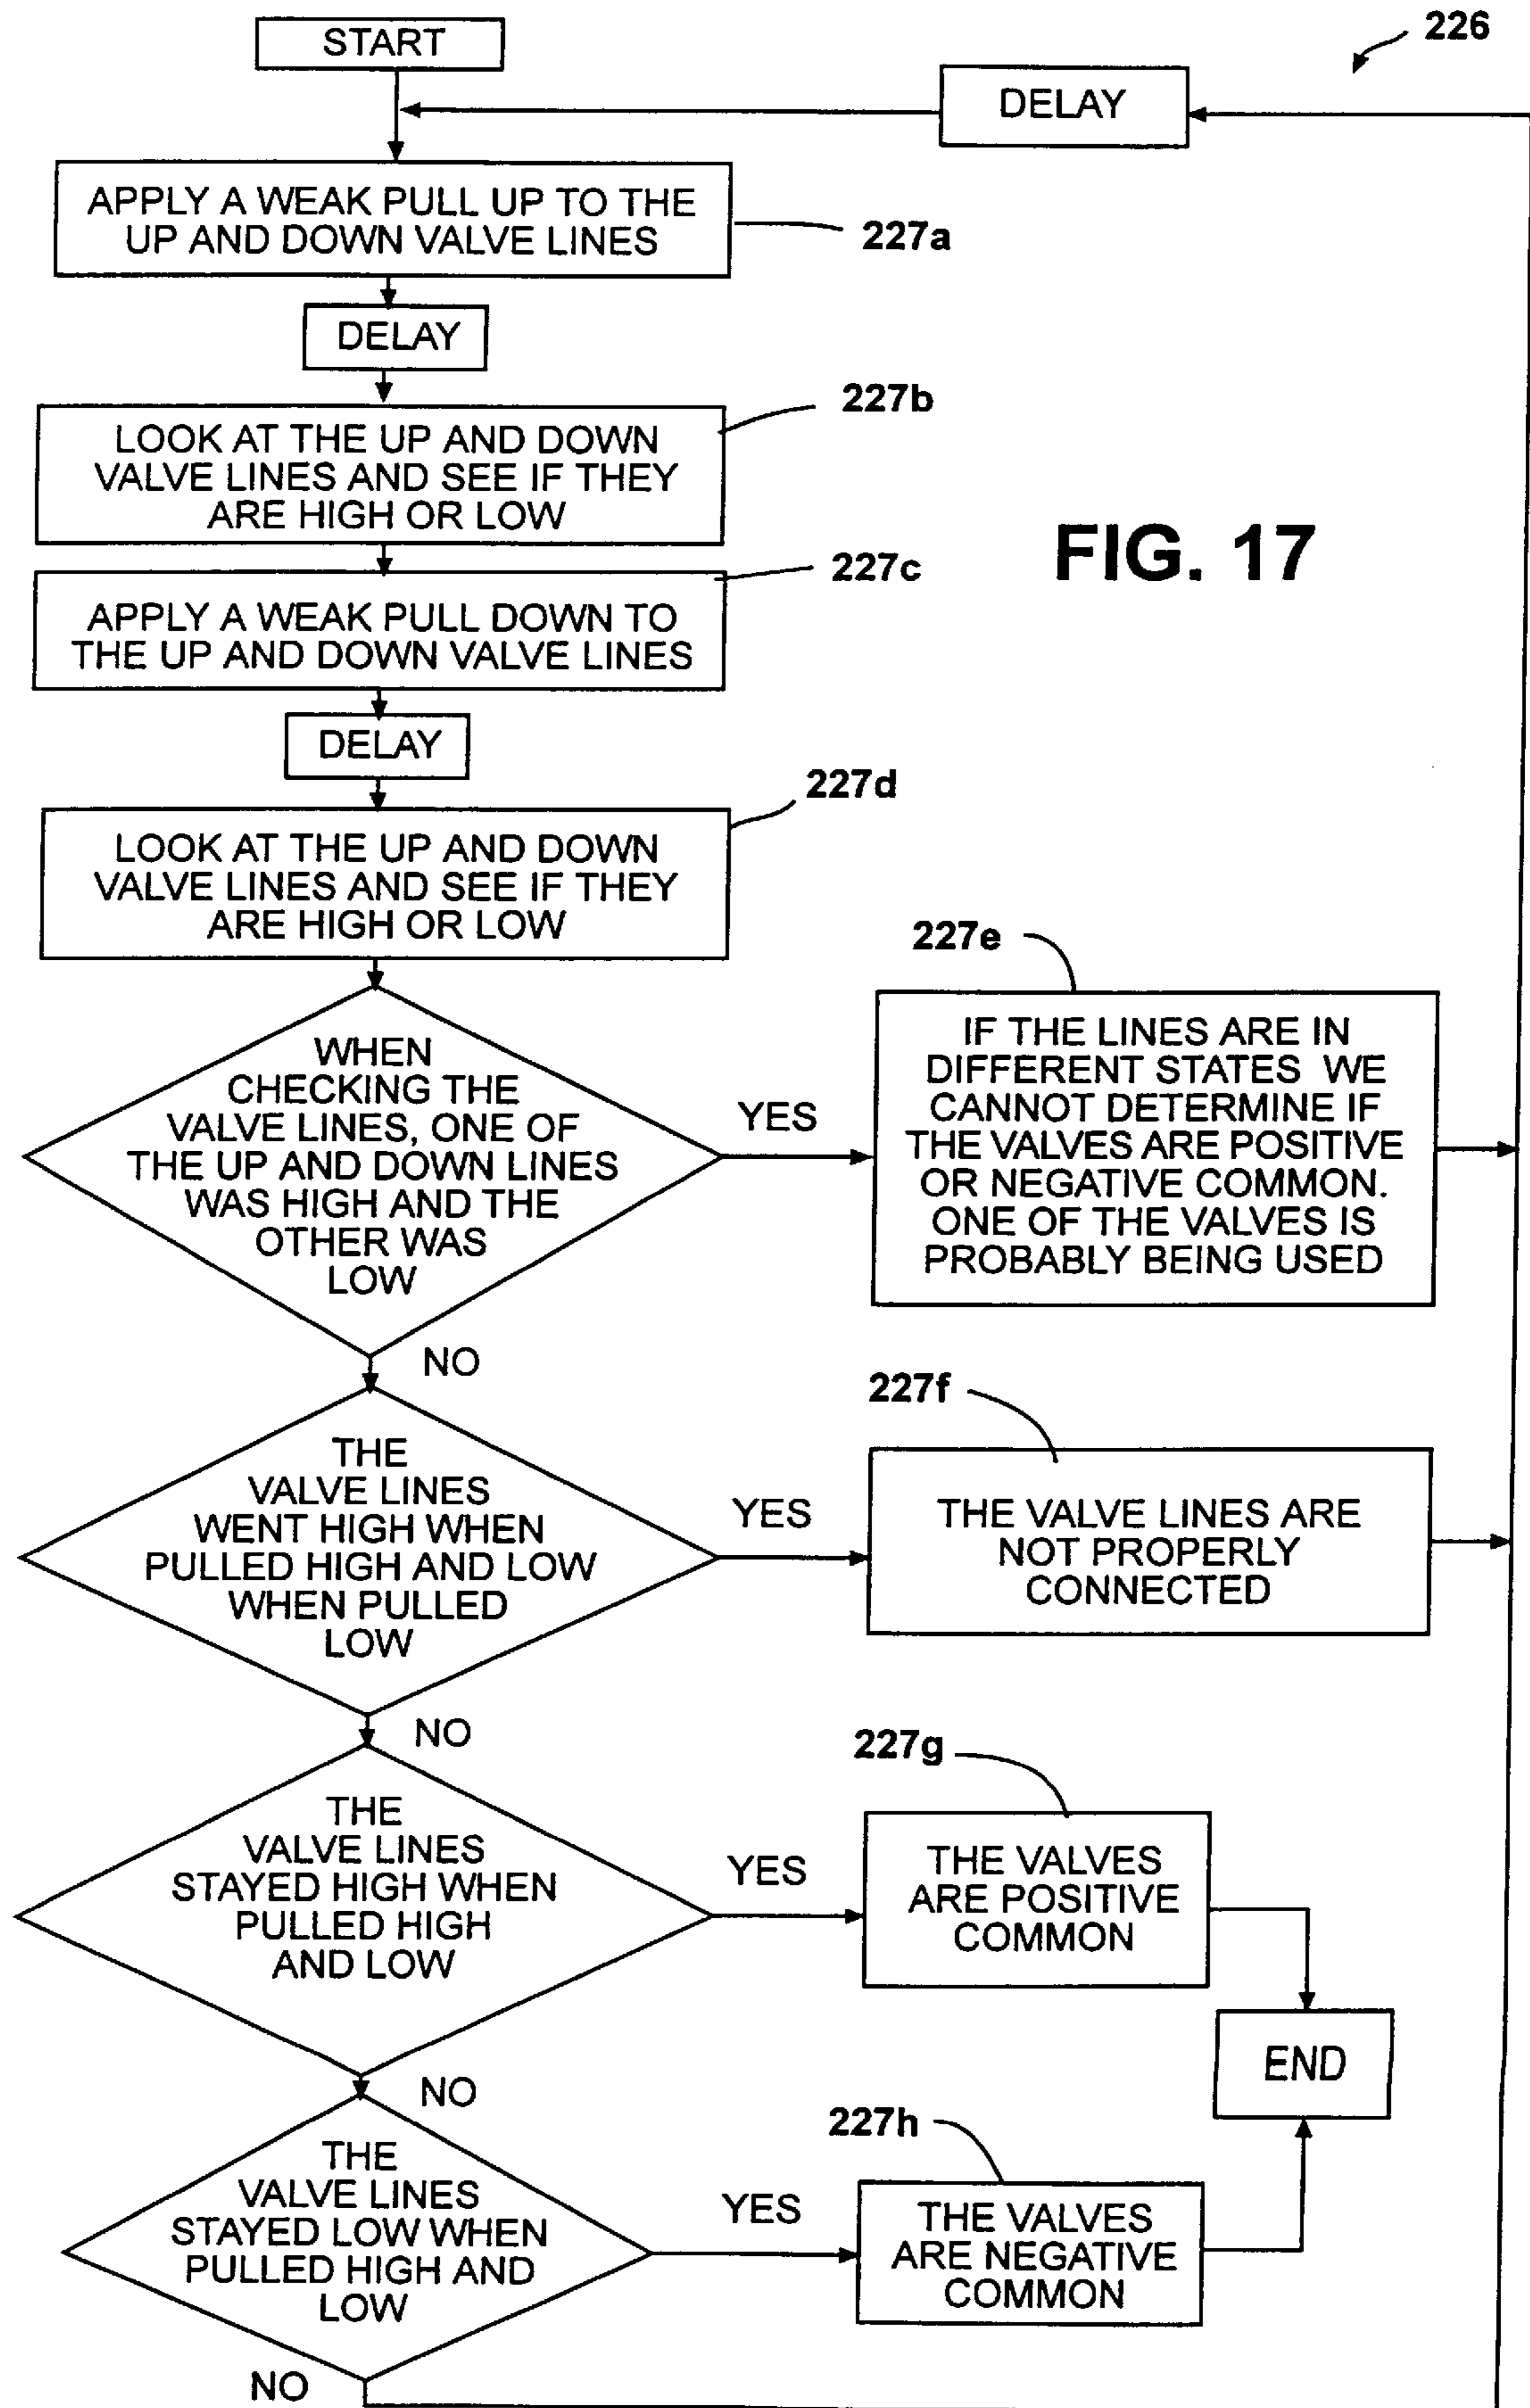 START
226
DELAY
APPLY A WEAK PULL UP TO THE
UP AND DOWN VALVE LINES
227a
DELAY
227b
LOOK AT THE UP AND DOWN
VALVE LINES AND SEE IF THEY
ARE HIGH OR LOW
FIG. 17
227c
APPLY A WEAK PULL DOWN TO
THE UP AND DOWN VALVE LINES
DELAY
227d
LOOK AT THE UP AND DOWN
VALVE LINES AND SEE IF THEY
ARE HIGH OR LOW
227e
WHEN
CHECKING THE
VALVE LINES, ONE OF
THE UP AND DOWN LINES
WAS HIGH AND THE
OTHER WAS
LOW
YES
IF THE LINES ARE IN
DIFFERENT STATES WE
CANNOT DETERMINE IF
THE VALVES ARE POSITIVE
OR NEGATIVE COMMON.
ONE OF THE VALVES IS
PROBABLY BEING USED
NO
227f
THE
VALVE LINES
WENT HIGH WHEN
PULLED HIGH AND LOW
WHEN PULLED
LOW
YES
THE VALVE LINES ARE
NOT PROPERLY
CONNECTED
NO
227g
THE
VALVE LINES
STAYED HIGH WHEN
PULLED HIGH
AND LOW
YES
THE VALVES
ARE POSITIVE
COMMON
END
NO
227h
THE
VALVE LINES
STAYED LOW WHEN
PULLED HIGH AND
LOW
YES
THE VALVES
ARE NEGATIVE
COMMON
NO